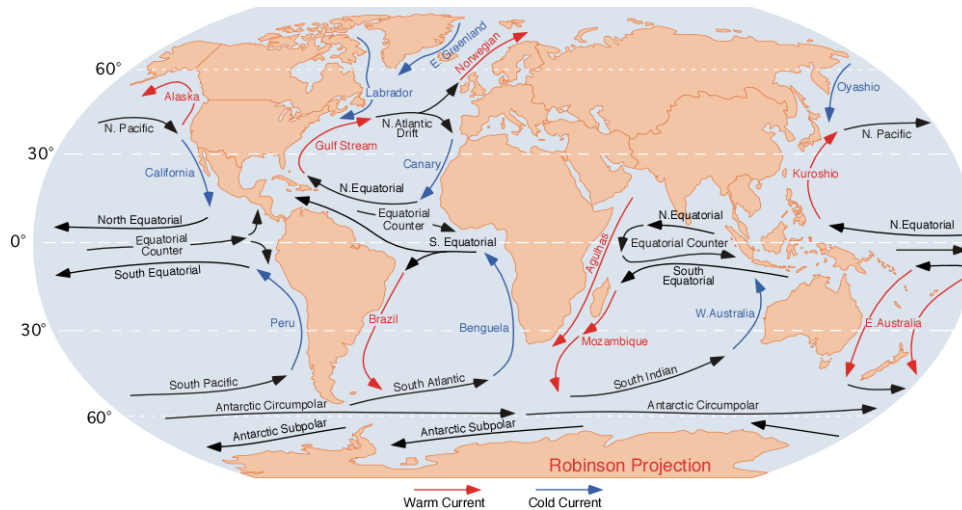 E. Greenland
Norwegian
60°
Alaska
Labrador
Oyashio
N. Pacific
N. Atlantic
Drift
N. Pacific
30°
Gulf Stream
California
Canary
Kuroshio
N.Equatorial
North Equatorial
Equatorial
Counter
N.Equatorial
N.Equatorial
0°
Equatorial
Counter
S. Equatorial
Equatorial Counter
Agulhas
South Equatorial
South
Equatorial
Peru
Brazil
Benguela
W.Australia
E.Australia
30°
Mozambique
South Pacific
South Atlantic
South Indian
60°
Antarctic Circumpolar
Antarctic Circumpolar
Antarctic Subpolar
Antarctic Subpolar
Robinson Projection
Warm Current
Cold Current